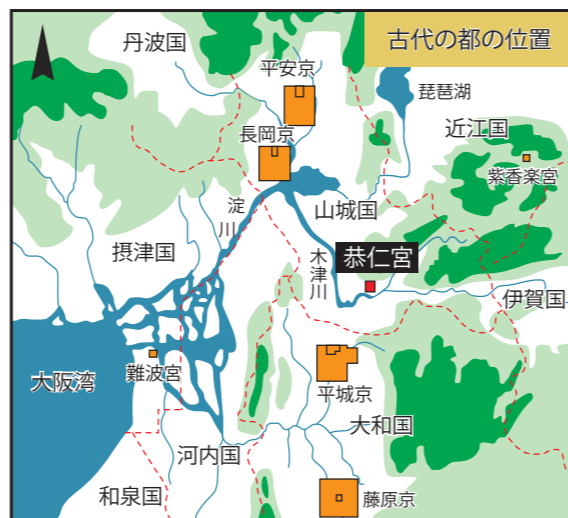 古代の都の位置
丹波国
平安京
琵琶湖
長岡京
近江国
紫香楽宮
淀川
山城国
摂津国
木津川
恭仁宮
伊賀国
大阪湾
難波宮
平城京
大和国
河内国
和泉国
藤原京